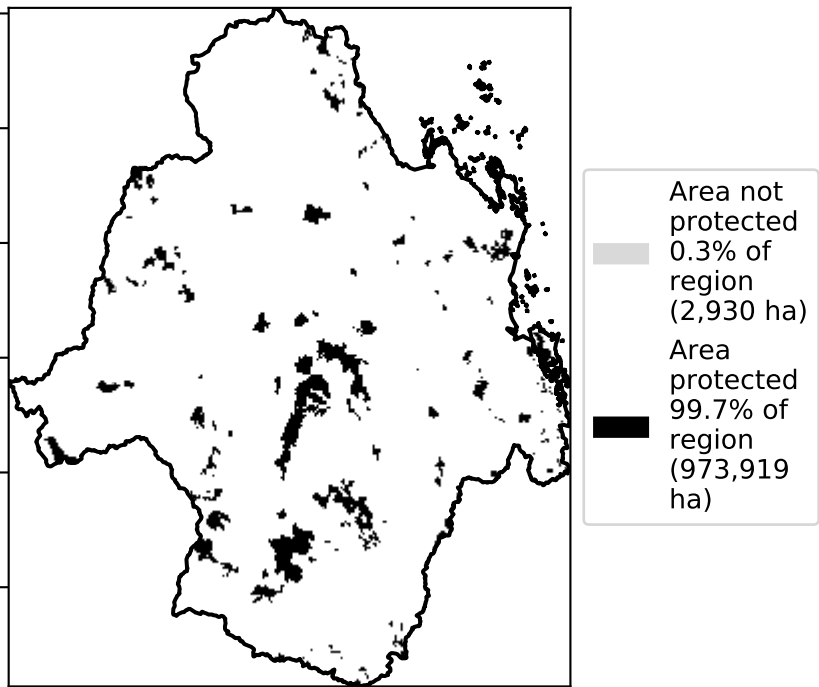 Area not
protected
0.3% of
region
(2,930 ha)
Area
protected
99.7% of
region
(973,919
ha)